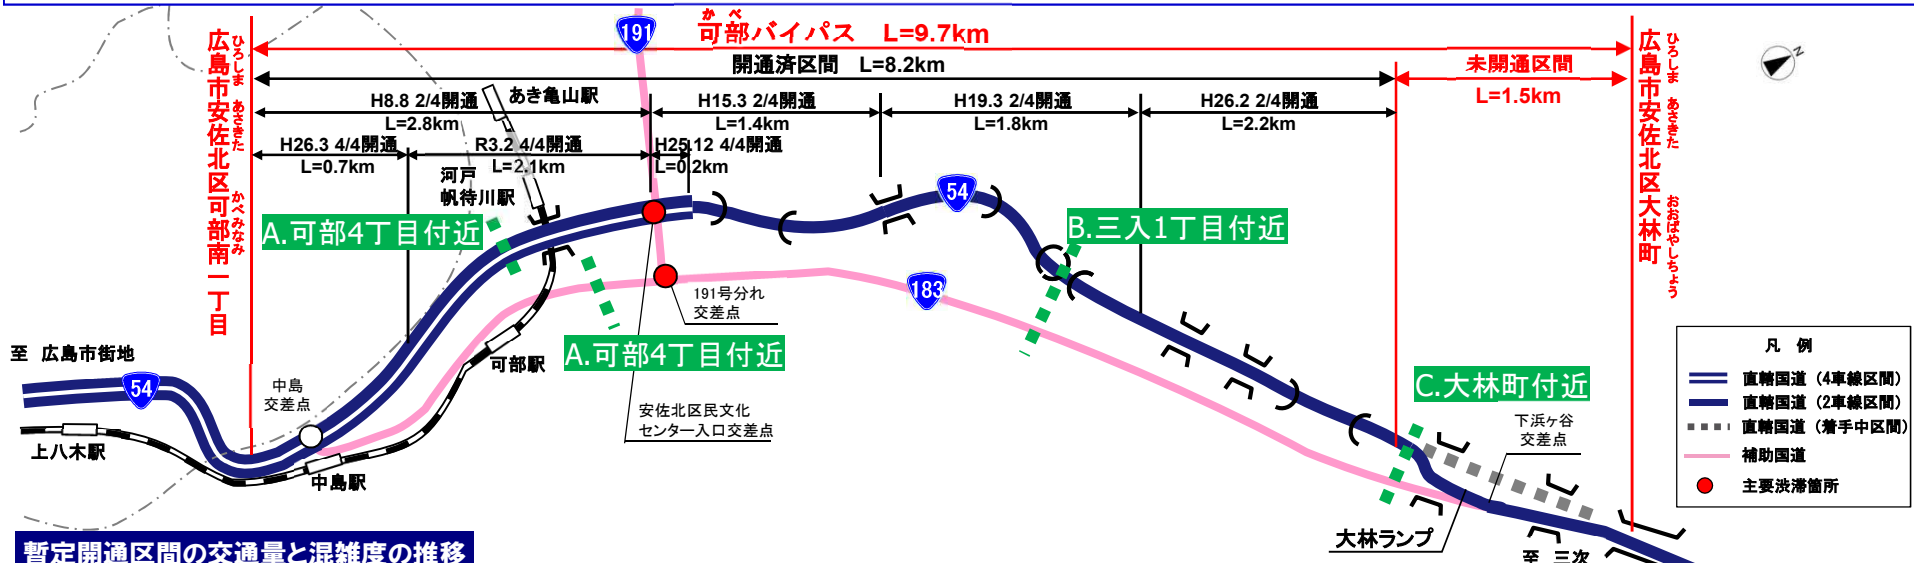 かべ
可部バイパス L=9.7km
191
開通済区間 L=8.2km
未開通区間
L=1.5km
N
ひろしま あさきた かべみなみ
広島市安佐北区可部南一丁目
ひろしま あさきた おおばやしちょう
広島市安佐北区大林町
H8.8 2/4開通
L=2.8km
あき亀山駅
H15.3 2/4開通
L=1.4km
H19.3 2/4開通
L=1.8km
H26.2 2/4開通
L=2.2km
H26.3 4/4開通
L=0.7km
R3.2 4/4開通
L=2.1km
H25.12 4/4開通
L=0.2km
河戸
帆待川駅
54
A.可部4丁目付近
B.三入1丁目付近
183
191号分れ
交差点
A.可部4丁目付近
可部駅
至 広島市街地
54
中島
交差点
安佐北区民文化
センター入口交差点
上八木駅
中島駅
C.大林町付近
下浜ヶ谷
交差点
大林ランプ
至 三次
凡 例
直轄国道（4車線区間）
直轄国道（2車線区間）
直轄国道（着手中区間）
補助国道
主要渋滞箇所
暫定開通区間の交通量と混雑度の推移